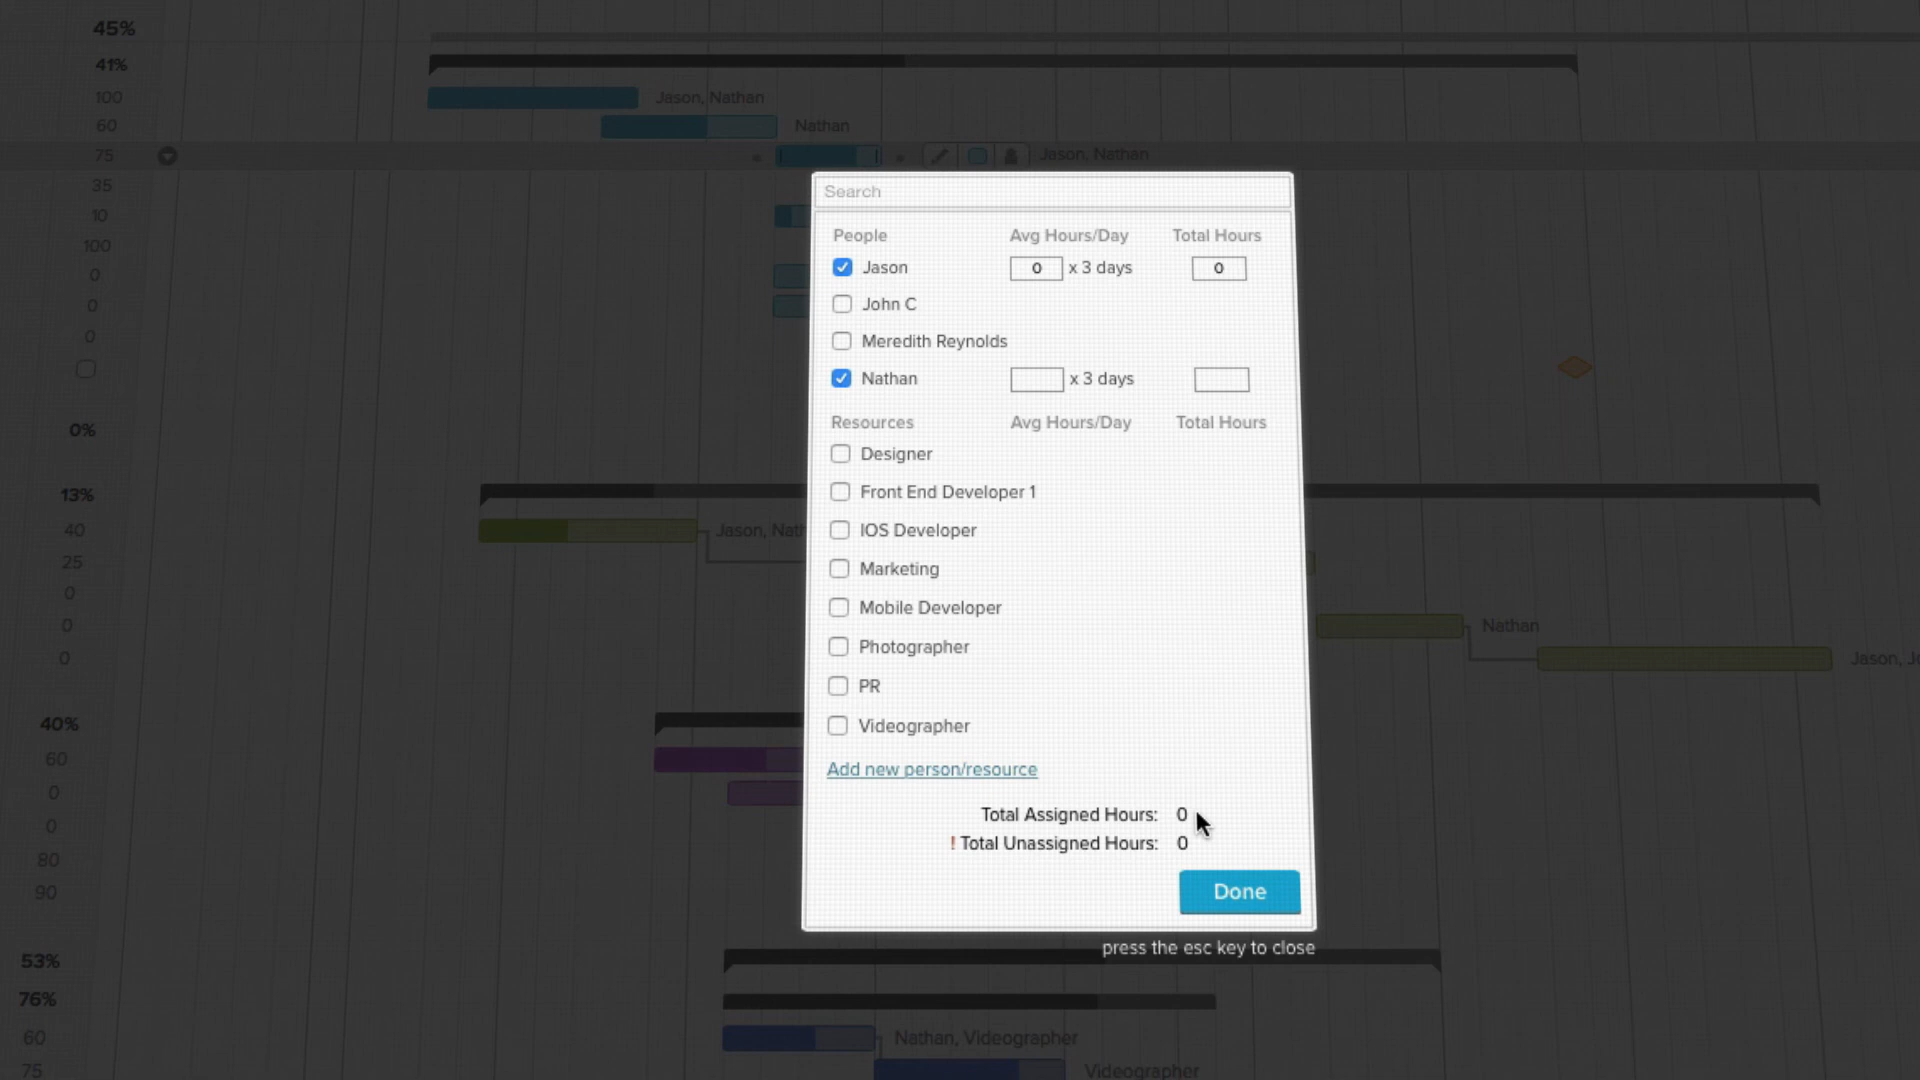 45%
41%
100 Jason, Nathan
60 Nathan
75 Jason, Nathan
35
10
100
0
0
0
0%
13%
40 Jason, Nath
25
0
0 Nathan
0 Jason, Jo
40%
60
0
0
80
90
53%
76%
60 Nathan, Videographer
75 Videographer
Search
People Avg Hours/Day Total Hours
Jason 0 x 3 days 0
John C
Meredith Reynolds
Nathan x 3 days
Resources Avg Hours/Day Total Hours
Designer
Front End Developer 1
IOS Developer
Marketing
Mobile Developer
Photographer
PR
Videographer
Add new person/resource
Total Assigned Hours: 0
! Total Unassigned Hours: 0
Done
press the esc key to close